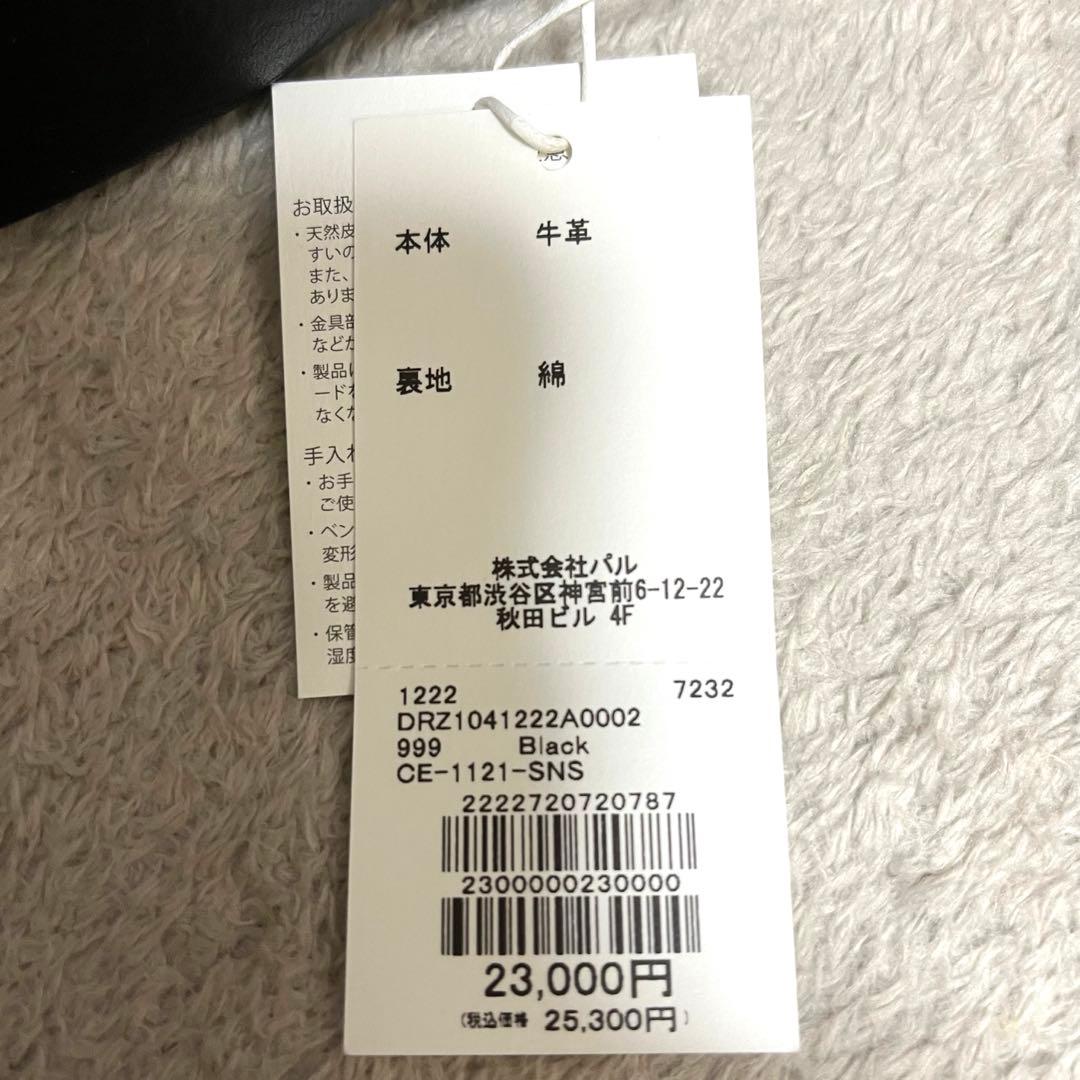 お取扱
・天然皮
すいの
また、
ありま
・金具部
などか
・製品に
ードを
なくな
手入れ
・お手
ご使
・ベン
変形
・製品
を避
・保管
湿度
本体 牛革
裏地 綿
株式会社パル
東京都渋谷区神宮前6-12-22
秋田ビル 4F
1222 7232
DRZ1041222A0002
999 Black
CE-1121-SNS
2222720720787
2300000230000
23,000円
(税込価格 25,300円)